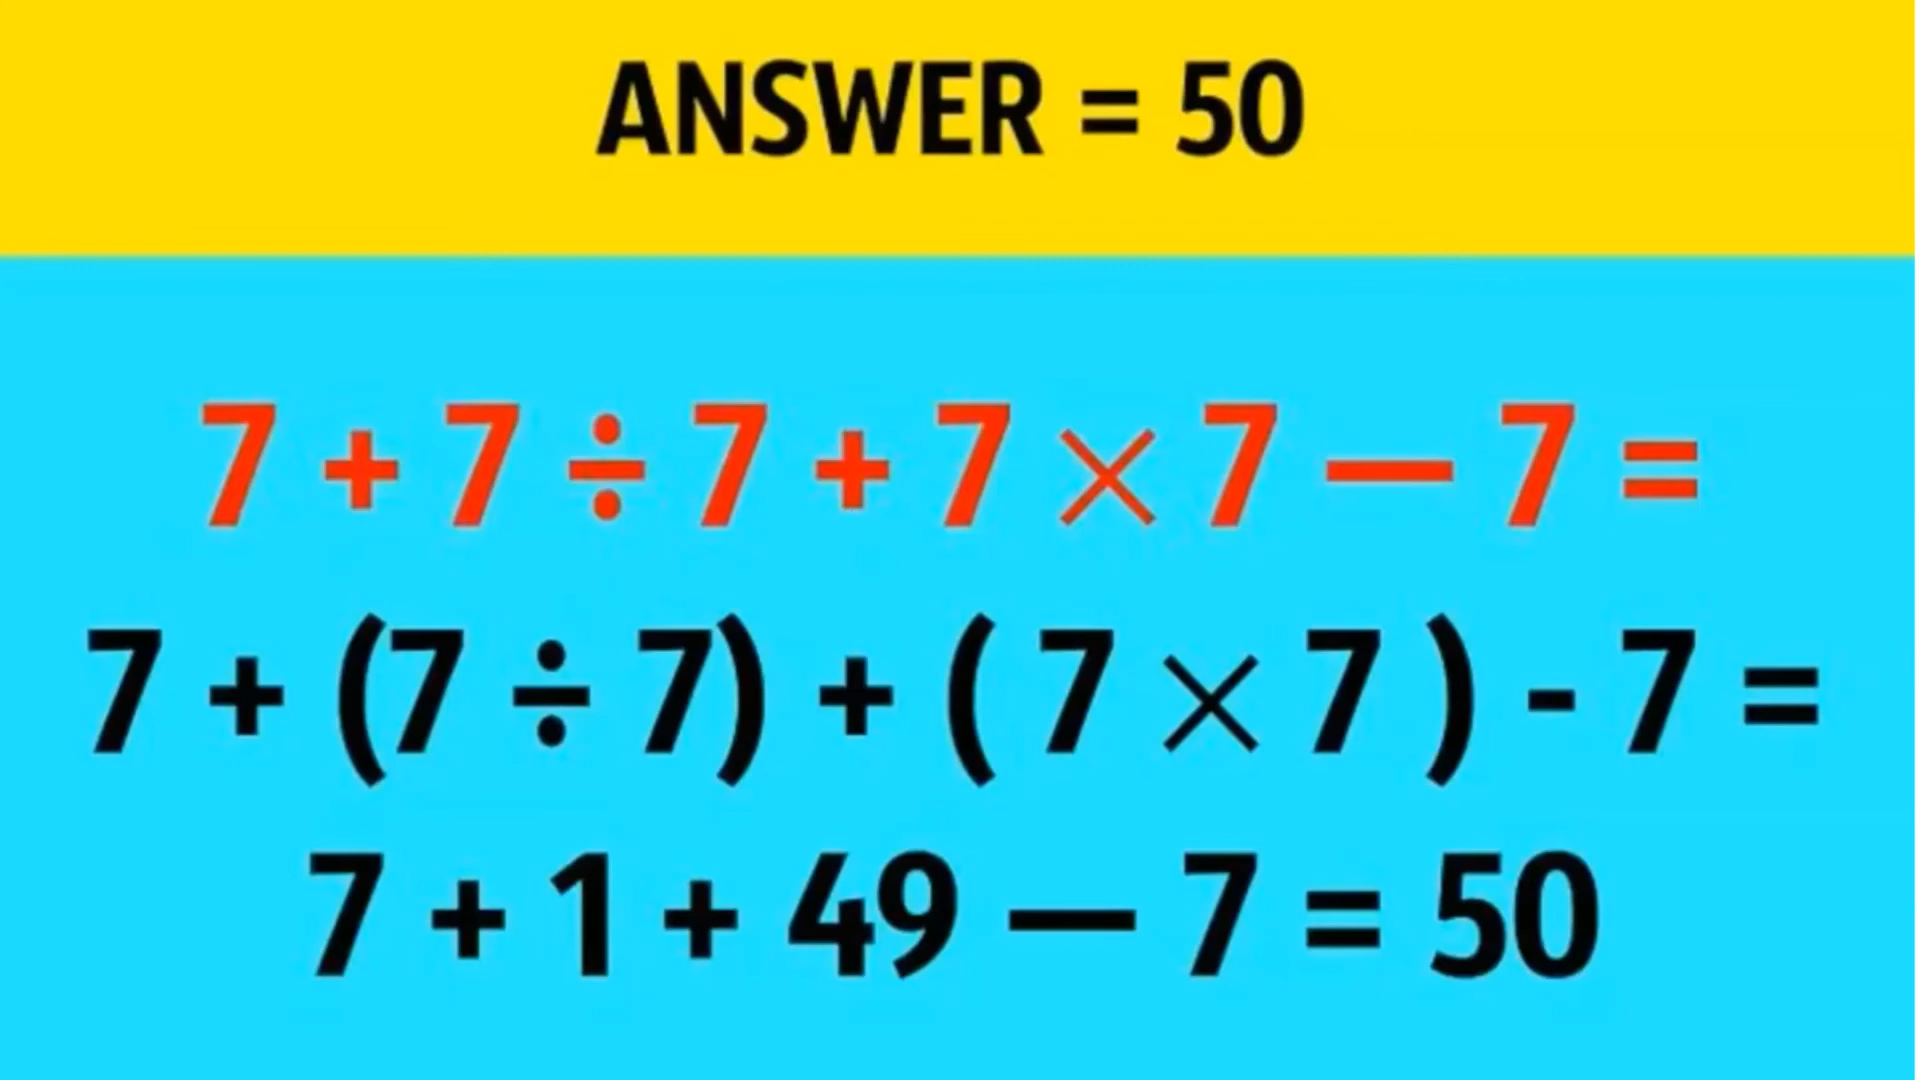 ANSWER = 50
7 + 7 ÷ 7 + 7 × 7 — 7 =
7 + (7 ÷ 7) + ( 7 × 7 ) - 7 =
7 + 1 + 49 — 7 = 50